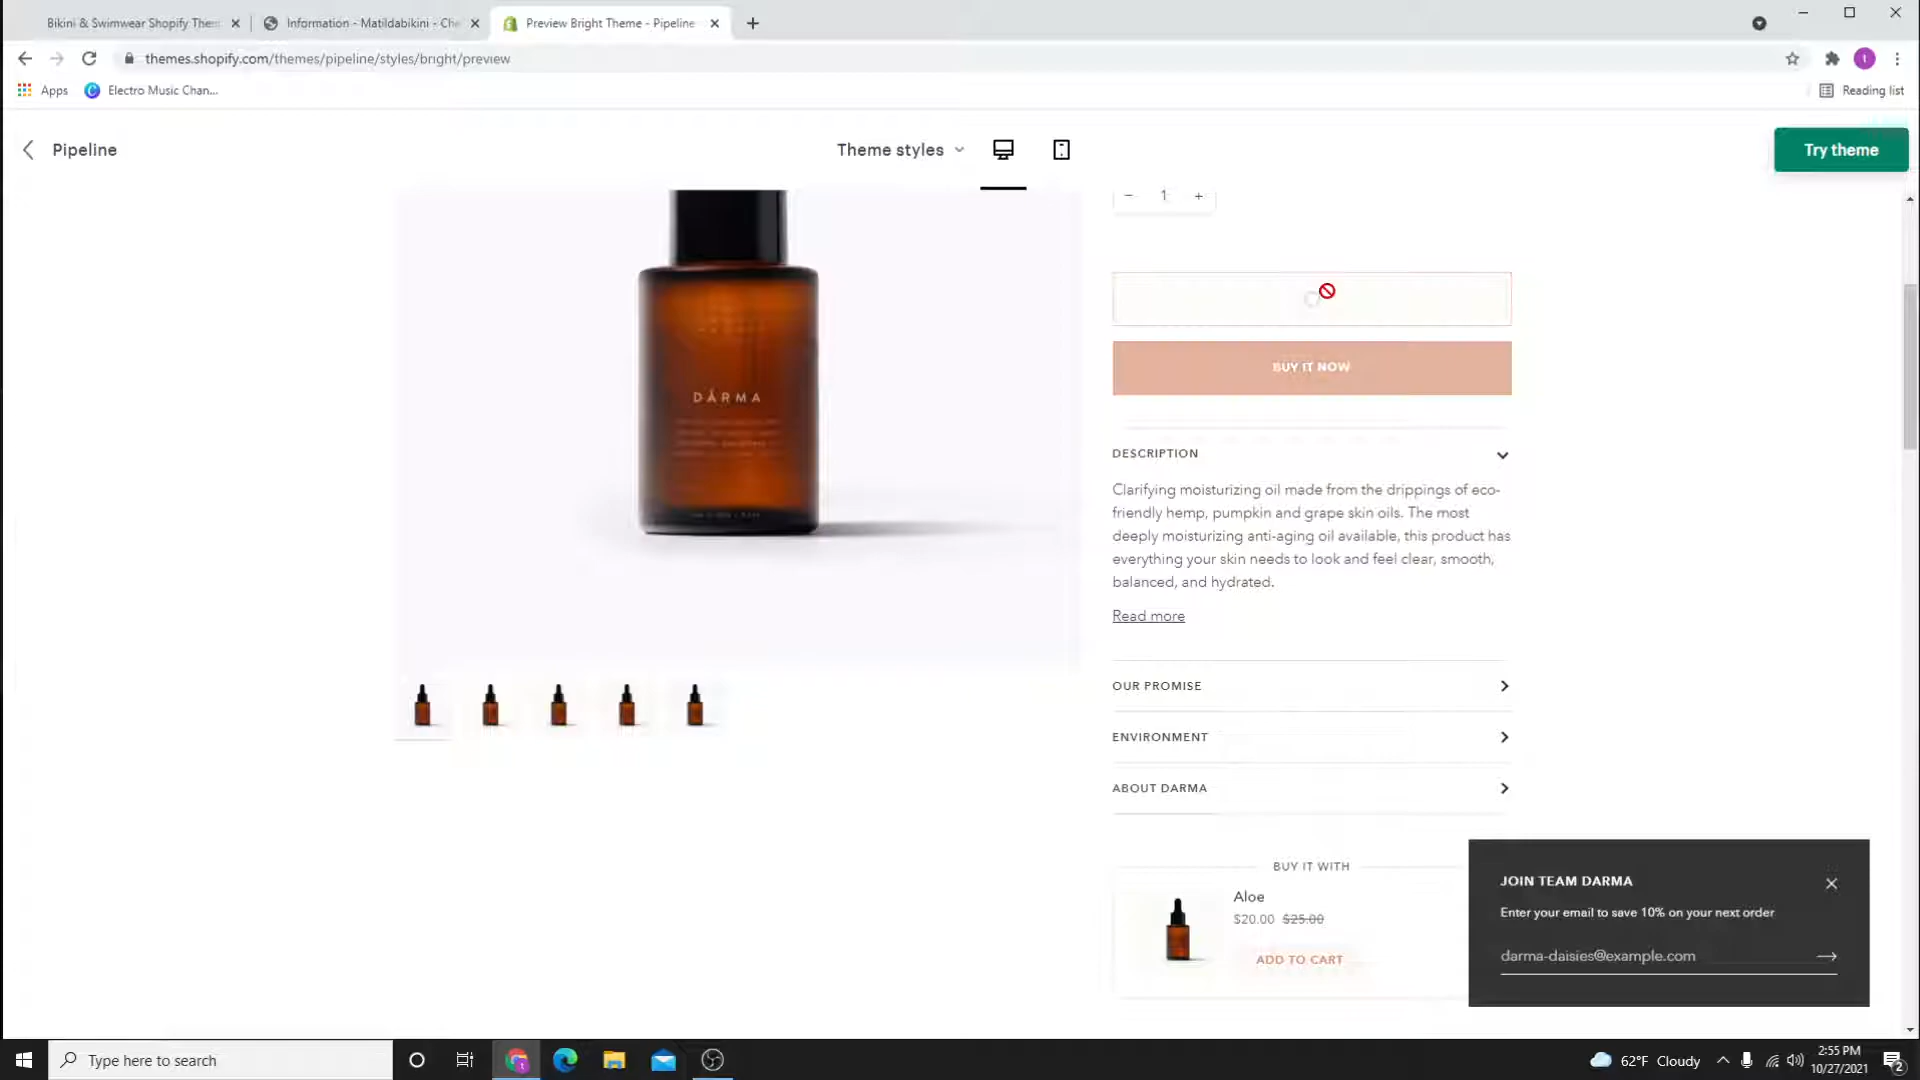 Bikini & Swimwear Shopify Them
Information - Matildabikini - Che
Preview Bright Theme - Pipeline
themes.shopify.com/themes/pipeline/styles/bright/preview
t
Apps
Electro Music Chan...
Reading list
Pipeline
Theme styles
Try theme
− 1 +
BUY IT NOW
DÅRMA
DESCRIPTION
Clarifying moisturizing oil made from the drippings of eco-
friendly hemp, pumpkin and grape skin oils. The most
deeply moisturizing anti-aging oil available, this product has
everything your skin needs to look and feel clear, smooth,
balanced, and hydrated.
Read more
OUR PROMISE
ENVIRONMENT
ABOUT DARMA
BUY IT WITH
Aloe
$20.00 $25.00
ADD TO CART
JOIN TEAM DARMA
Enter your email to save 10% on your next order
darma-daisies@example.com
Type here to search
62°F Cloudy
2:55 PM
10/27/2021
2